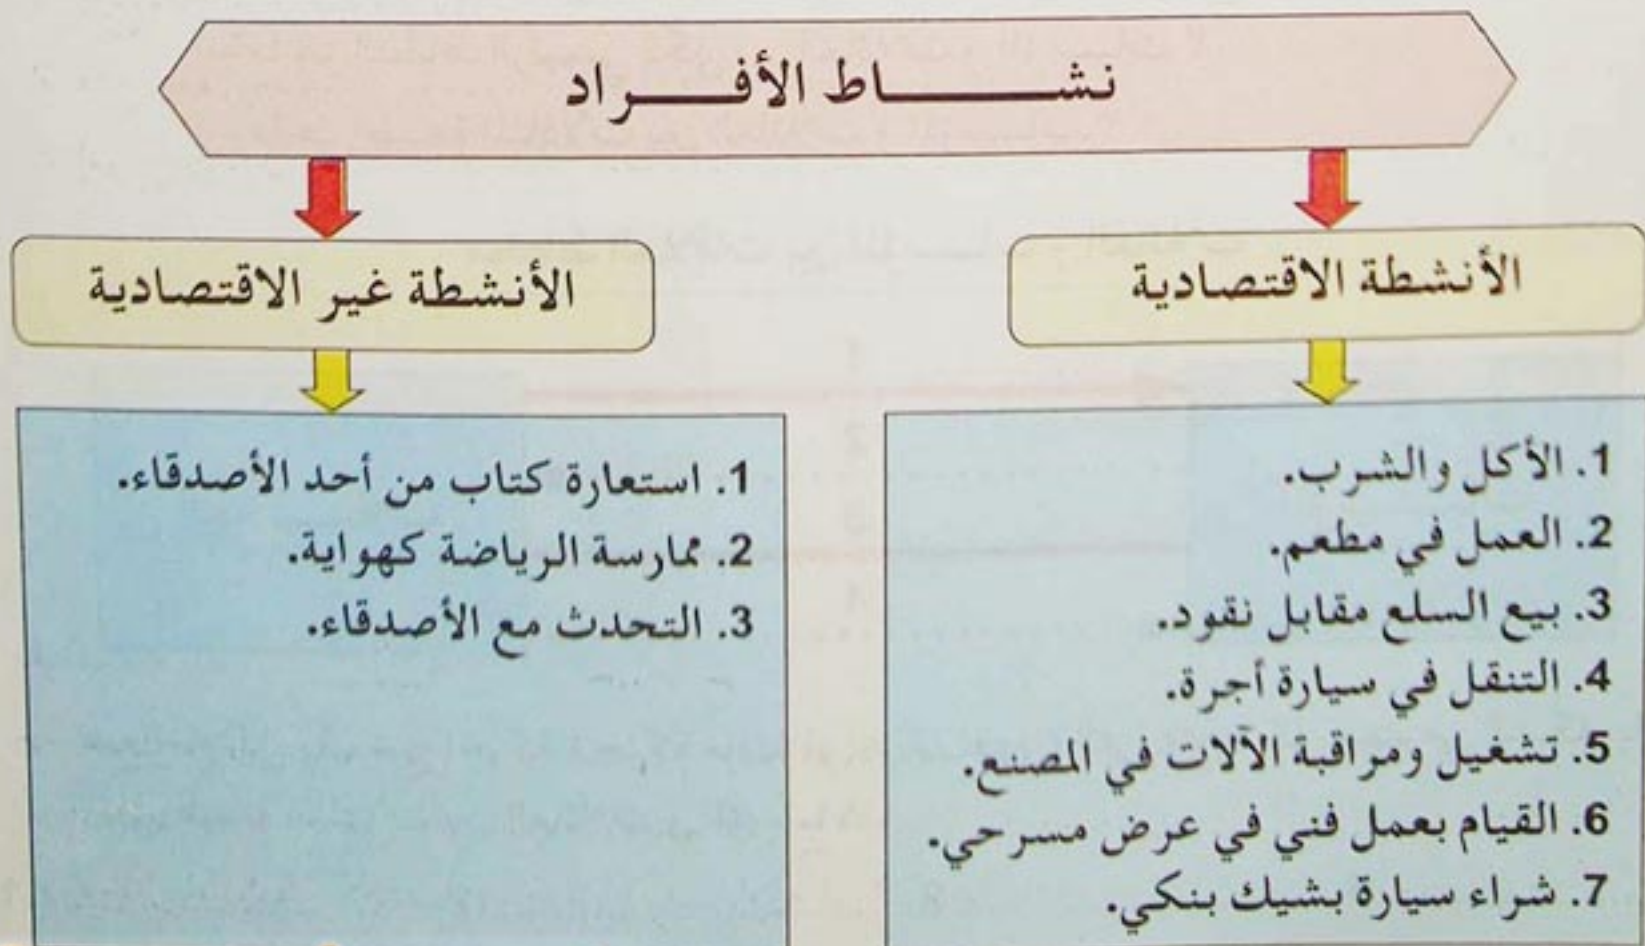 نشاط الأفراد
الأنشطة الاقتصادية
1. الأكل والشرب.
2. العمل في مطعم.
3. بيع السلع مقابل نقود.
4. التنقل في سيارة أجرة.
5. تشغيل ومراقبة الآلات في المصنع.
6. القيام بعمل فني في عرض مسرحي.
7. شراء سيارة بشيك بنكي.
الأنشطة غير الاقتصادية
1. استعارة كتاب من أحد الأصدقاء.
2. ممارسة الرياضة كهواية.
3. التحدث مع الأصدقاء.